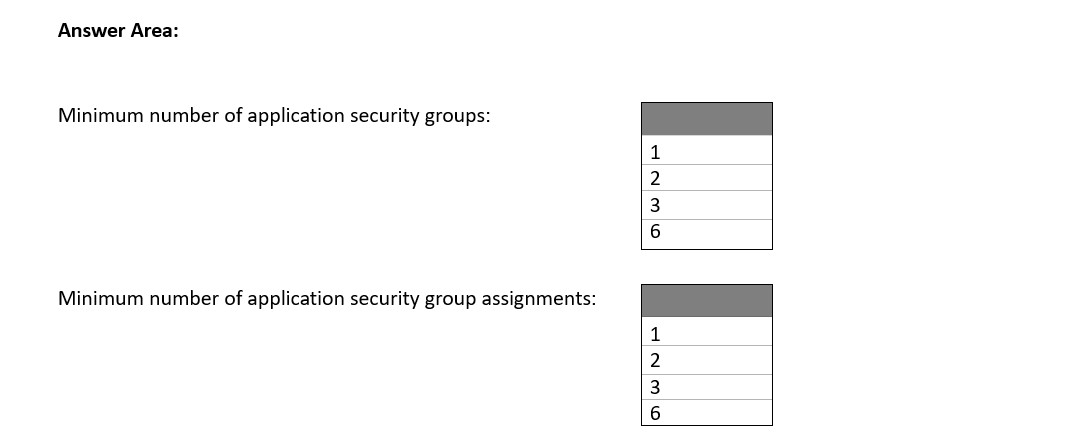 Answer Area:
Minimum number of application security groups:
1
2
3
6
Minimum number of application security group assignments:
1
2
3
6